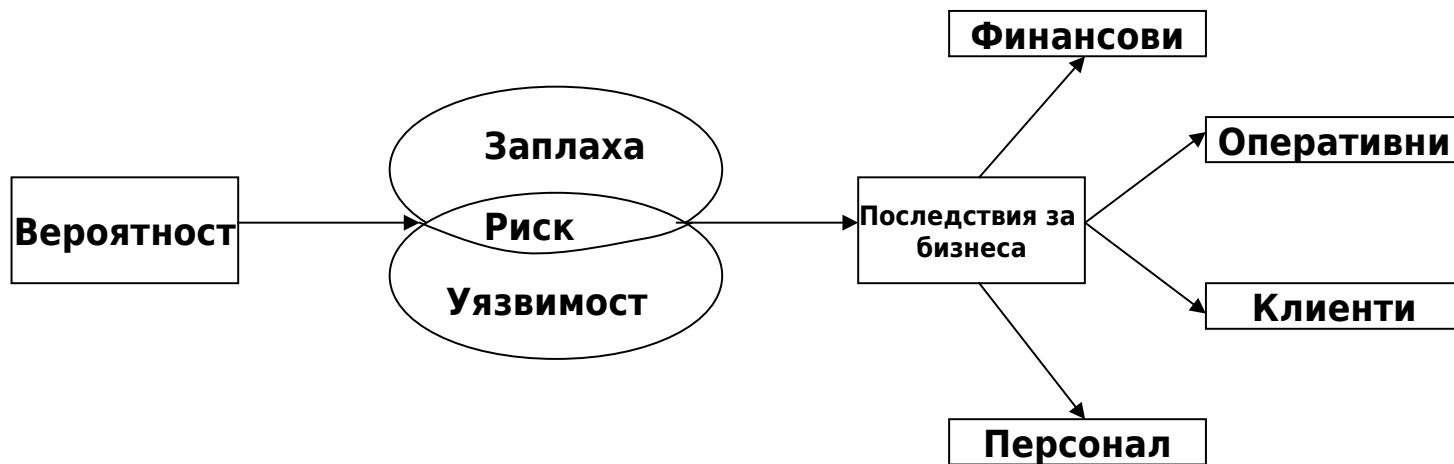 Финансови
Заплаха
Оперативни
Вероятност
Риск
Последствия за
бизнеса
Уязвимост
Клиенти
Персонал